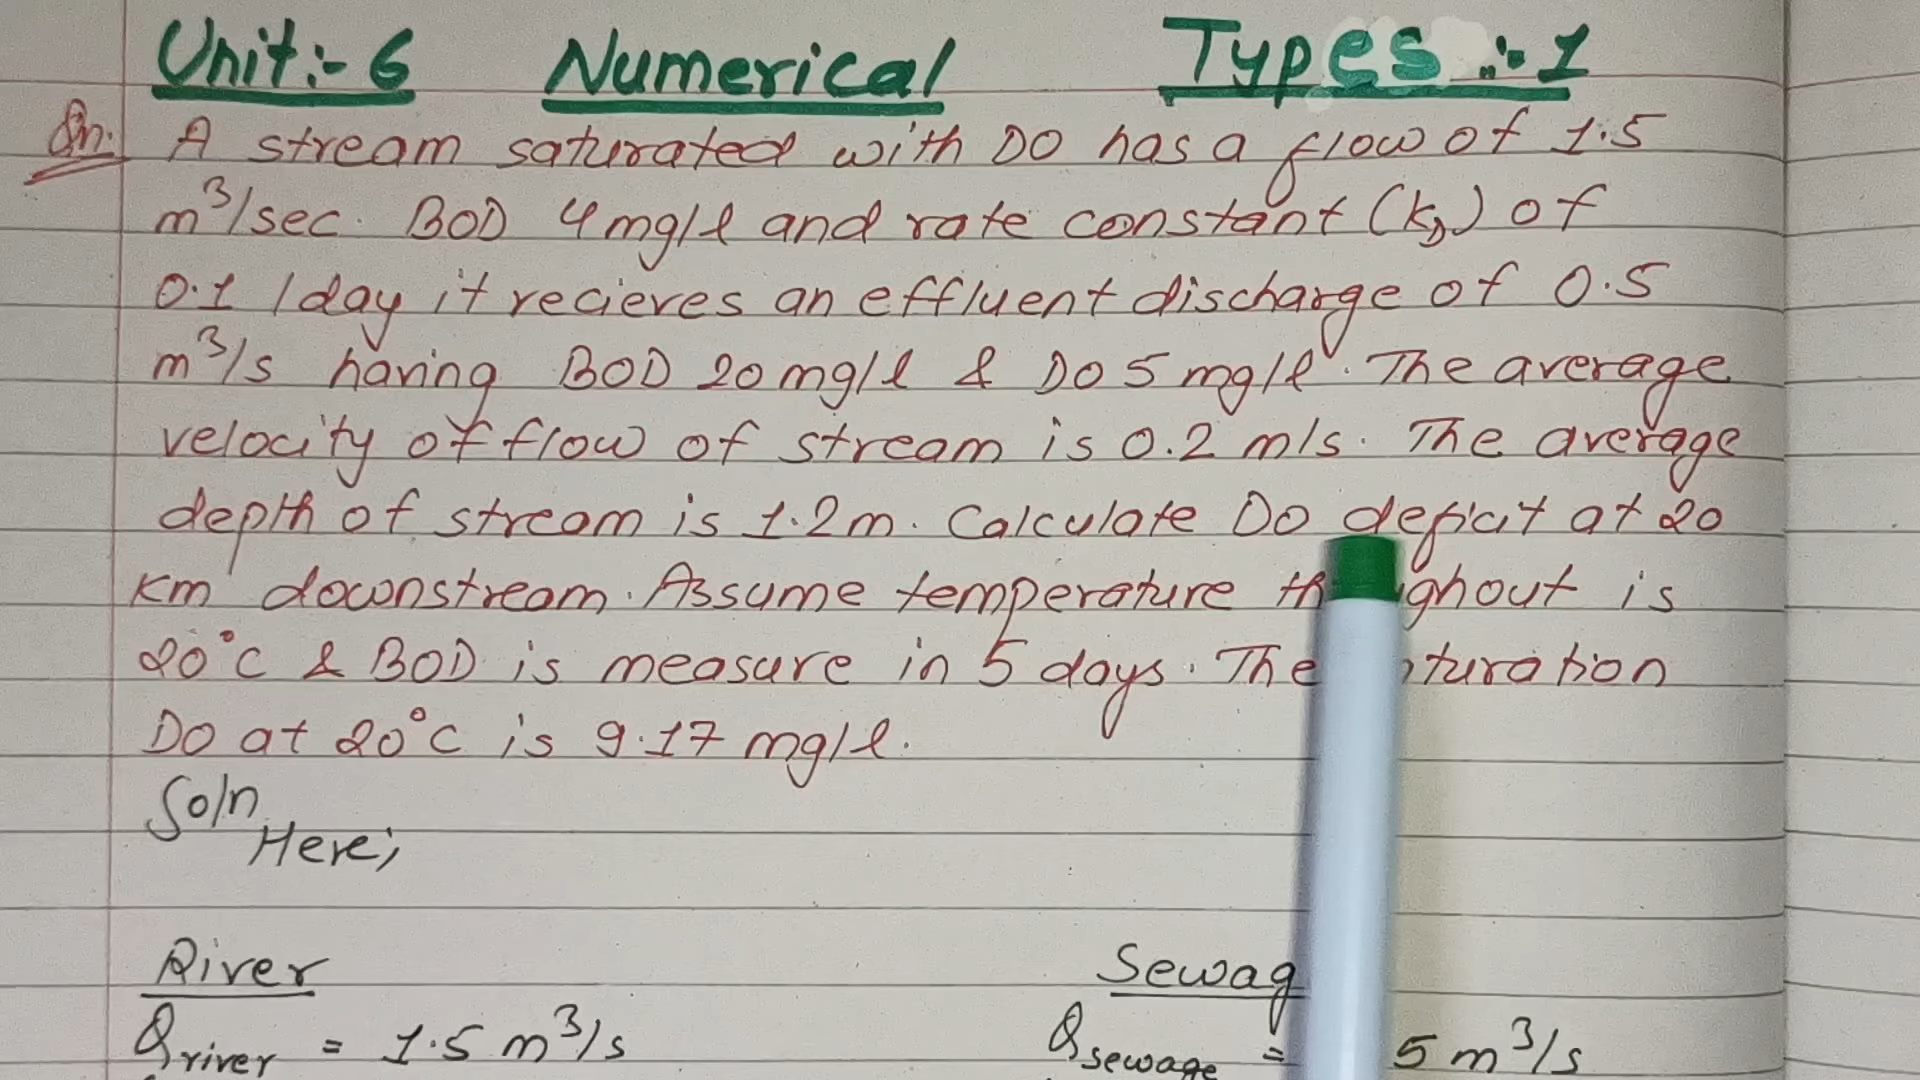 Unit:- 6 Numerical Types:- 1
Qn. A stream saturated with DO has a flow of 1.5
m³/sec. BOD 4 mg/l and rate constant (kD) of
0.1 /day it recieves an effluent discharge of 0.5
m³/s having BOD 20 mg/l & DO 5 mg/l. The average
velocity of flow of stream is 0.2 m/s. The average
depth of stream is 1.2m. Calculate DO deficit at 20
km downstream. Assume temperature is
20°C & BOD is measure in 5 days. The
DO at 20°C is 9.17 mg/l.
Soln
Here;
River
Qriver = 1.5 m³/s
Qsewage = 5 m³/s